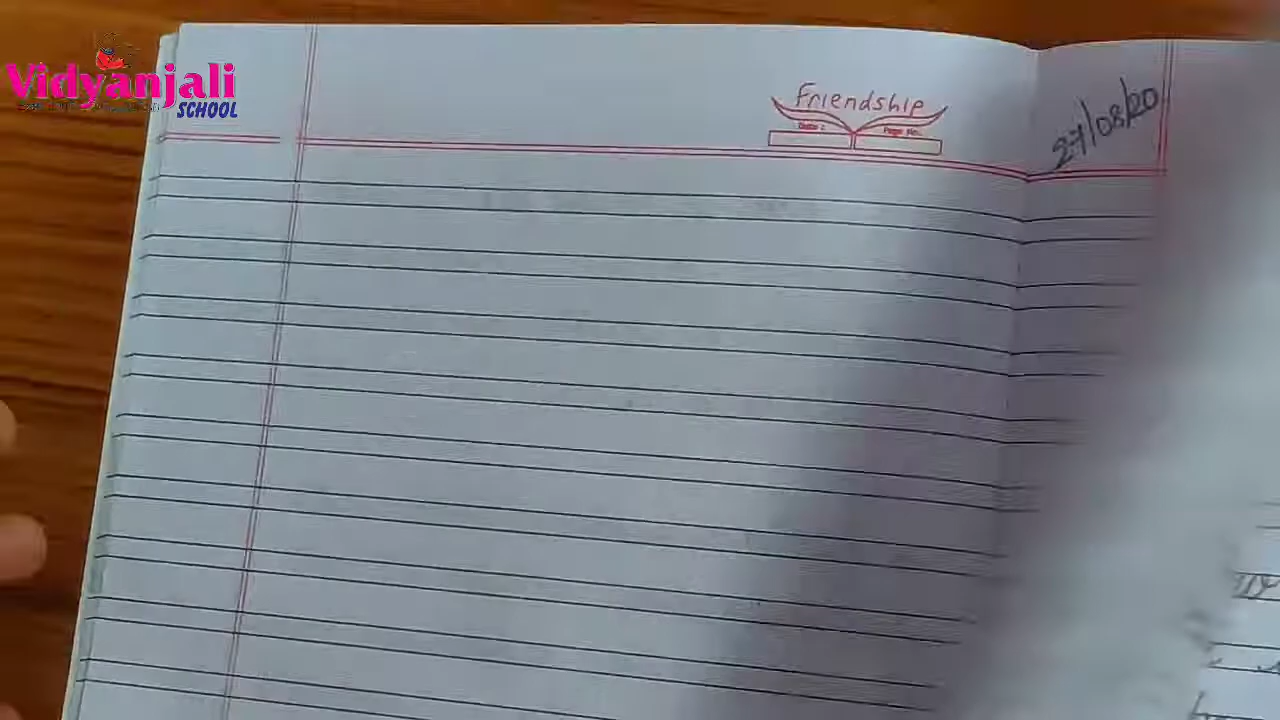 Vidyanjali
SCHOOL
Friendship
Date :
Page No.
27/08/20